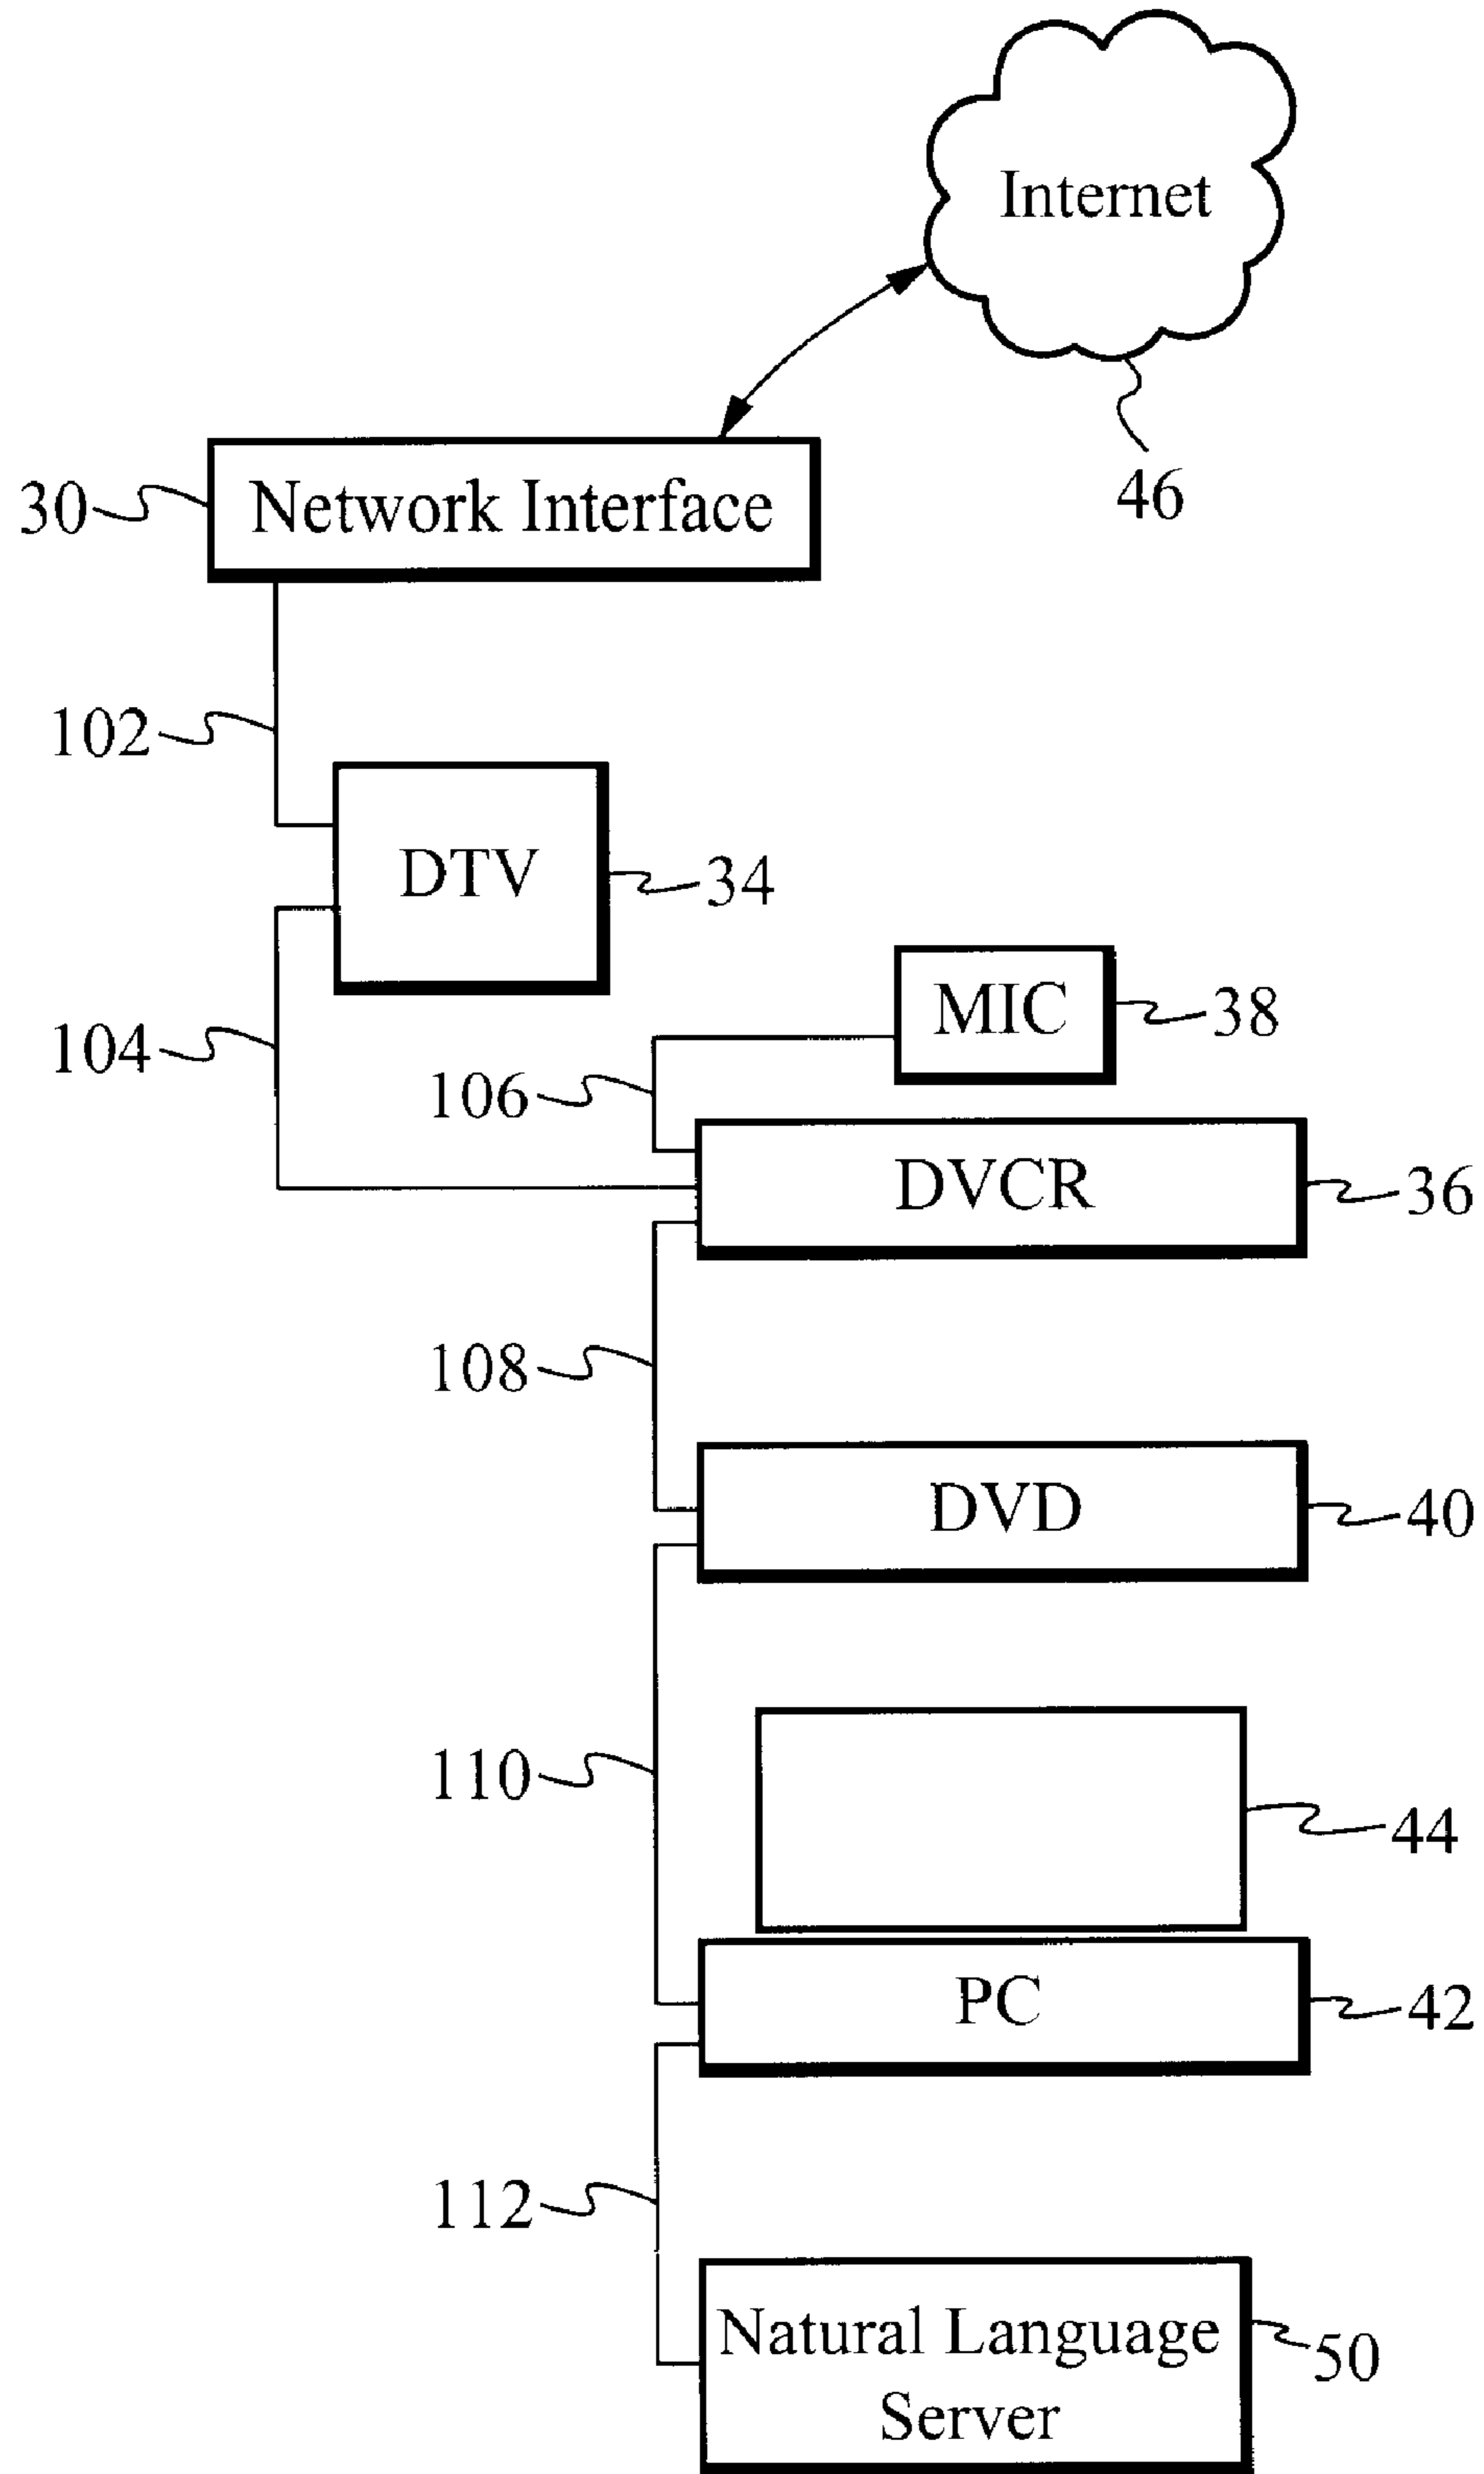 Internet
46
30
Network Interface
102
DTV
34
104
MIC
38
106
DVCR
36
108
DVD
40
110
44
PC
42
112
Natural Language
Server
50